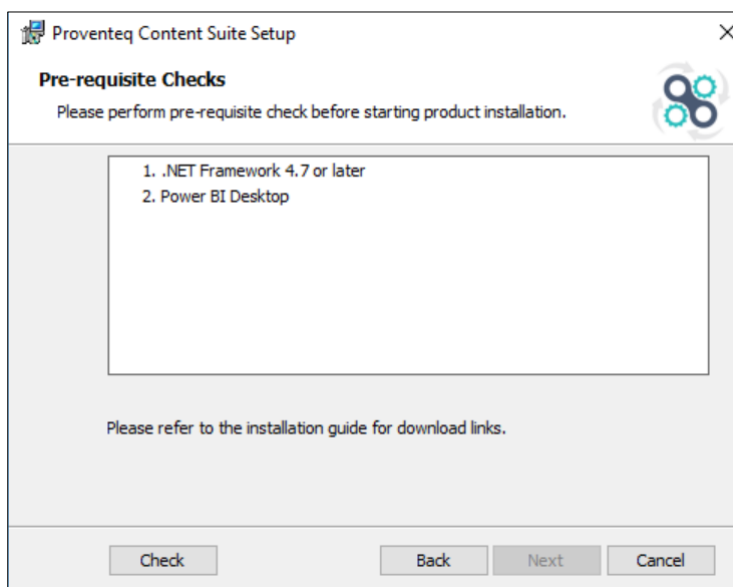 Proventeq Content Suite Setup
Pre-requisite Checks
Please perform pre-requisite check before starting product installation.
1. .NET Framework 4.7 or later
2. Power BI Desktop
Please refer to the installation guide for download links.
Check Back Next Cancel